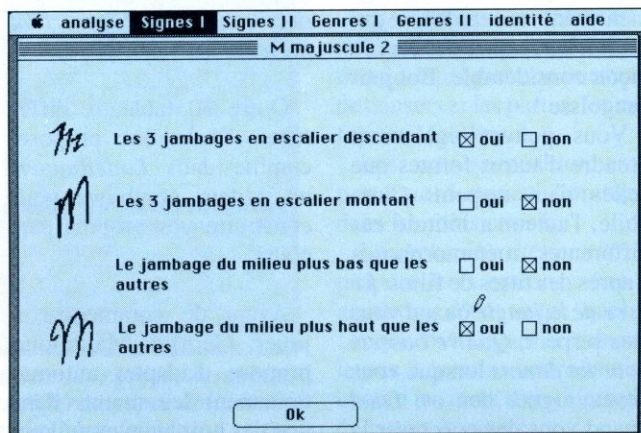 analyse Signes I Signes II Genres I Genres II identité aide
M majuscule 2
Les 3 jambages en escalier descendant oui non
Les 3 jambages en escalier montant oui non
Le jambage du milieu plus bas que les oui non
autres
Le jambage du milieu plus haut que les oui non
autres
Ok